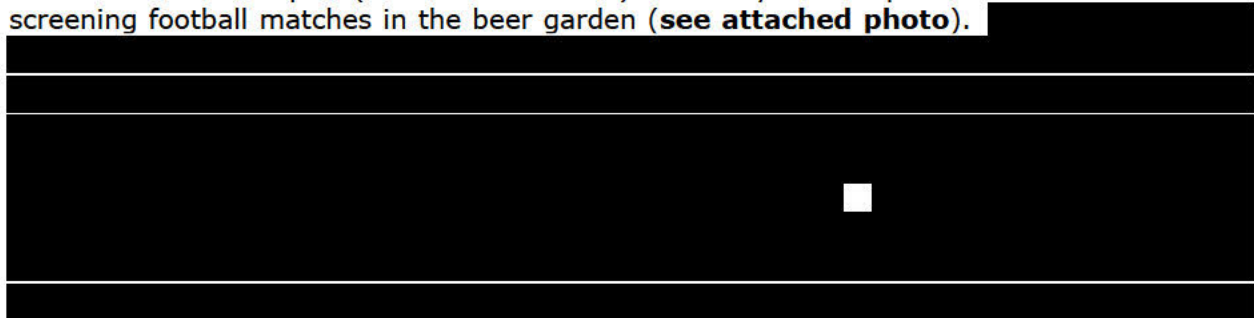 screening football matches in the beer garden (see attached photo).